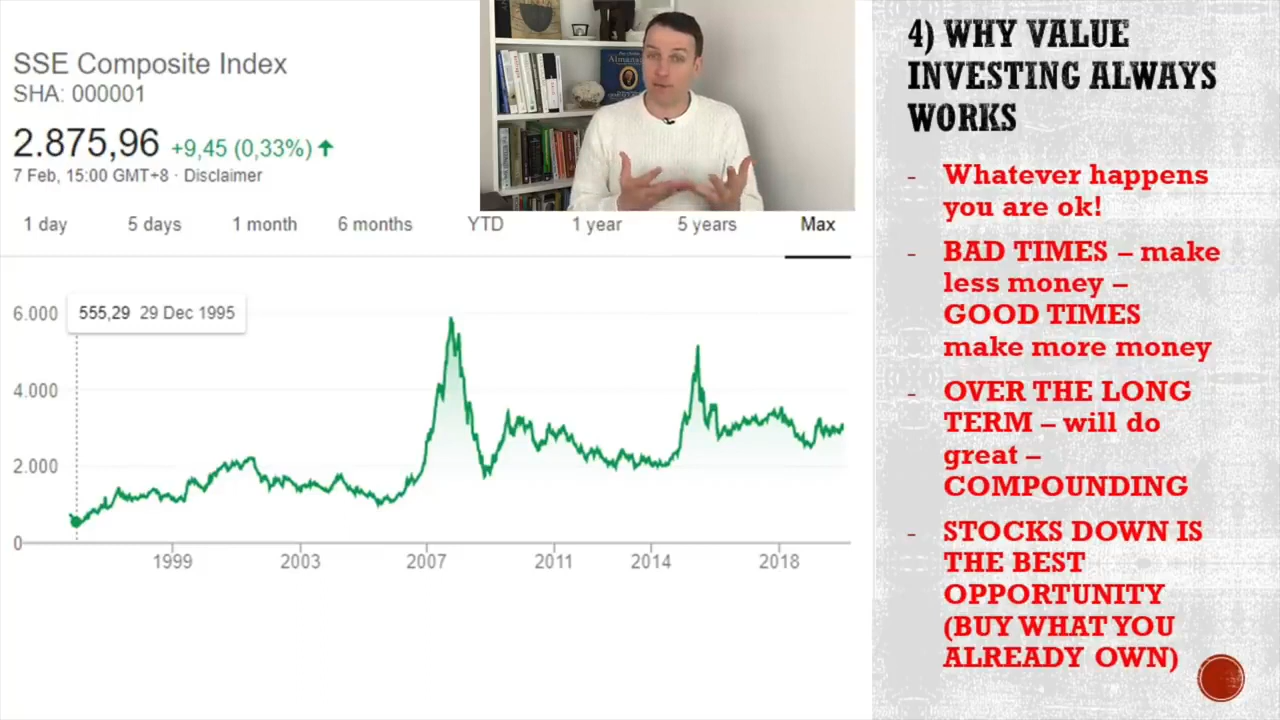 SSE Composite Index
SHA: 000001
2.875,96 +9,45 (0,33%)
7 Feb, 15:00 GMT+8 · Disclaimer
1 day 5 days 1 month 6 months YTD 1 year 5 years Max
6.000
555,29 29 Dec 1995
4.000
2.000
0
1999 2003 2007 2011 2014 2018
4) WHY VALUE
INVESTING ALWAYS
WORKS
- Whatever happens
you are ok!
- BAD TIMES – make
less money –
GOOD TIMES
make more money
- OVER THE LONG
TERM – will do
great –
COMPOUNDING
- STOCKS DOWN IS
THE BEST
OPPORTUNITY
(BUY WHAT YOU
ALREADY OWN)